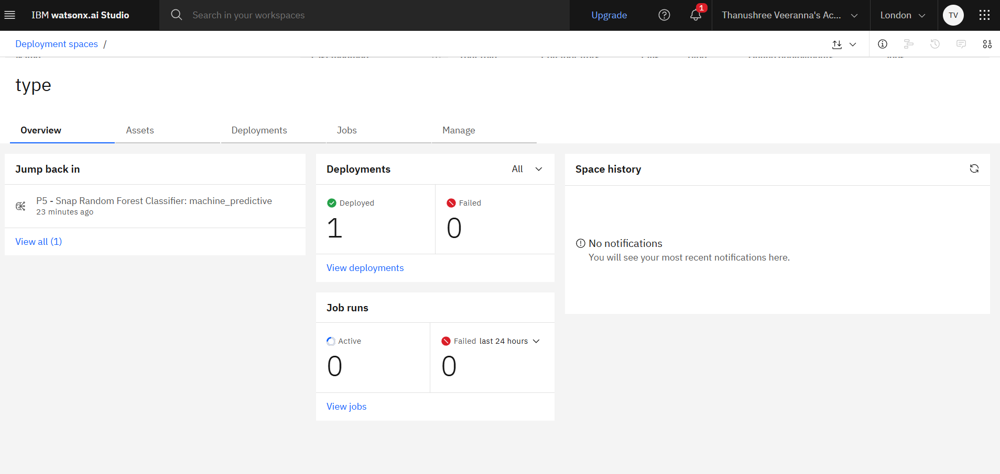 IBM watsonx.ai Studio
Search in your workspaces
Upgrade
1
Thanushree Veeranna's Ac...
London
TV
Deployment spaces /
type
Overview
Assets
Deployments
Jobs
Manage
Jump back in
P5 - Snap Random Forest Classifier: machine_predictive
23 minutes ago
View all (1)
Deployments
All
Deployed
1
Failed
0
View deployments
Job runs
Active
0
Failed last 24 hours
0
View jobs
Space history
No notifications
You will see your most recent notifications here.